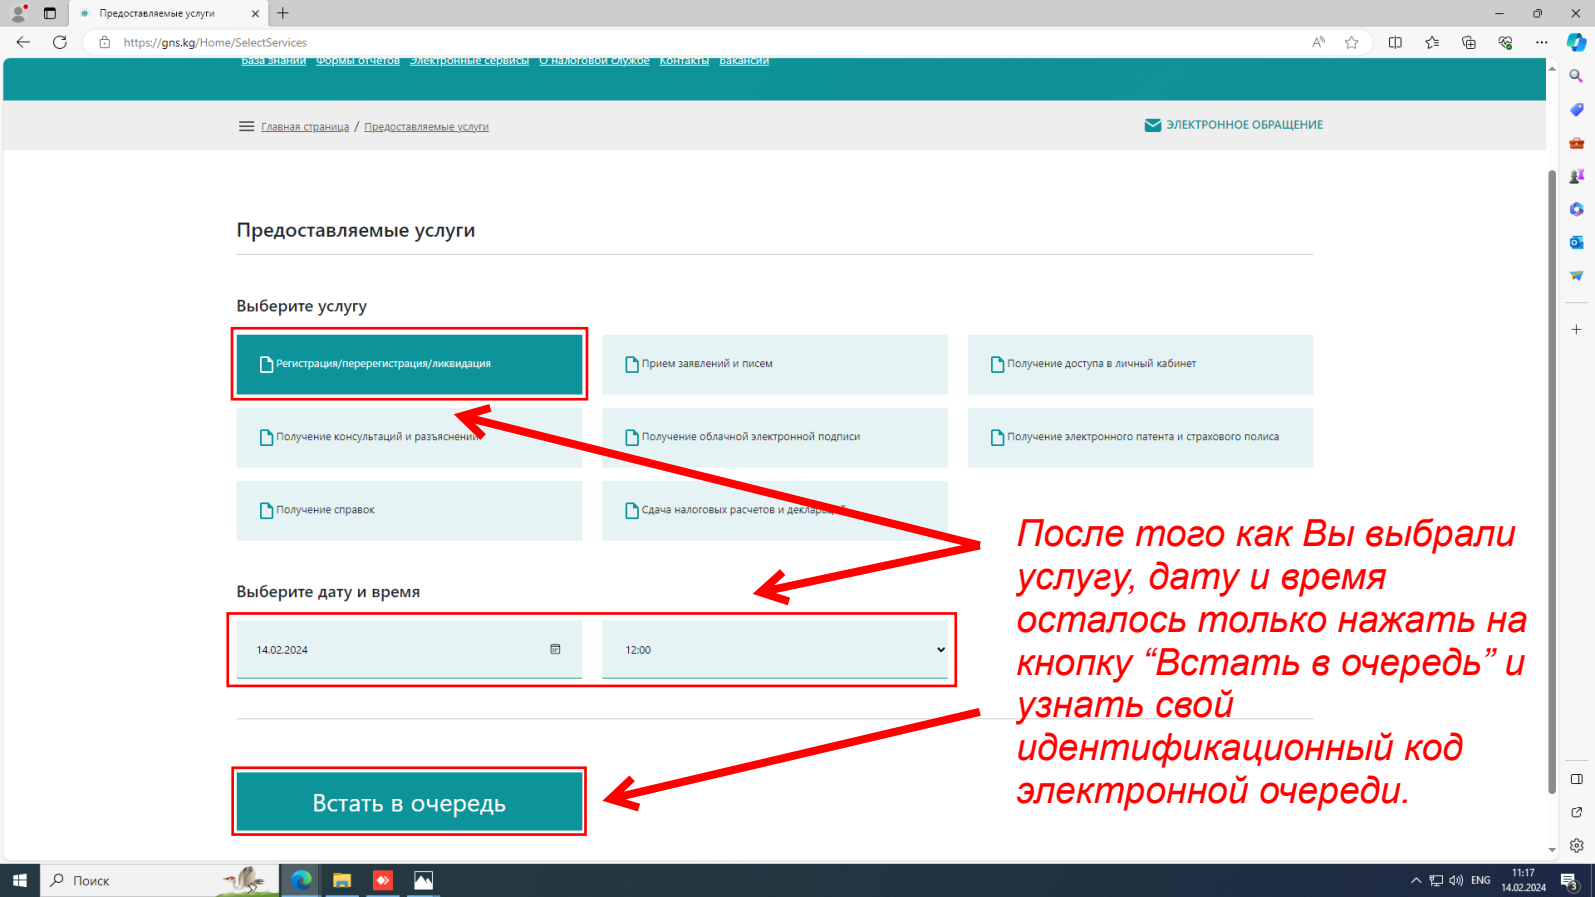 Предоставляемые услуги
https://gns.kg/Home/SelectServices
База знаний Формы отчетов Электронные сервисы О налоговой службе Контакты Вакансии
Главная страница / Предоставляемые услуги
ЭЛЕКТРОННОЕ ОБРАЩЕНИЕ
Предоставляемые услуги
Выберите услугу
Регистрация/перерегистрация/ликвидация
Прием заявлений и писем
Получение доступа в личный кабинет
Получение консультаций и разъяснений
Получение облачной электронной подписи
Получение электронного патента и страхового полиса
Получение справок
Сдача налоговых расчетов и деклараций
Выберите дату и время
14.02.2024
12:00
После того как Вы выбрали
услугу, дату и время
осталось только нажать на
кнопку “Встать в очередь” и
узнать свой
идентификационный код
электронной очереди.
Встать в очередь
Поиск
ENG
11:17
14.02.2024
3